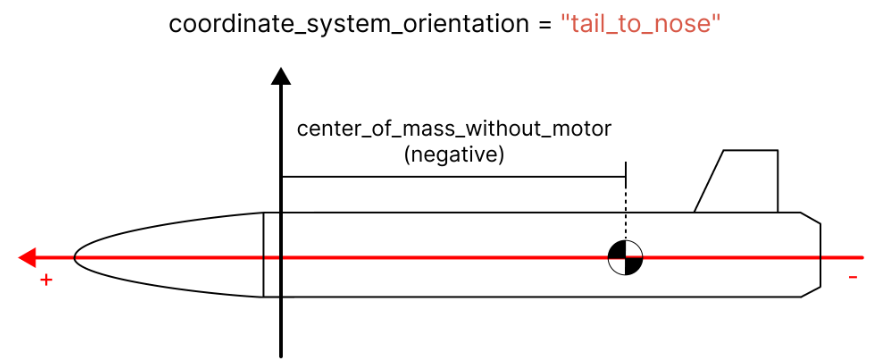 coordinate_system_orientation = "tail_to_nose"
center_of_mass_without_motor
(negative)
+
-